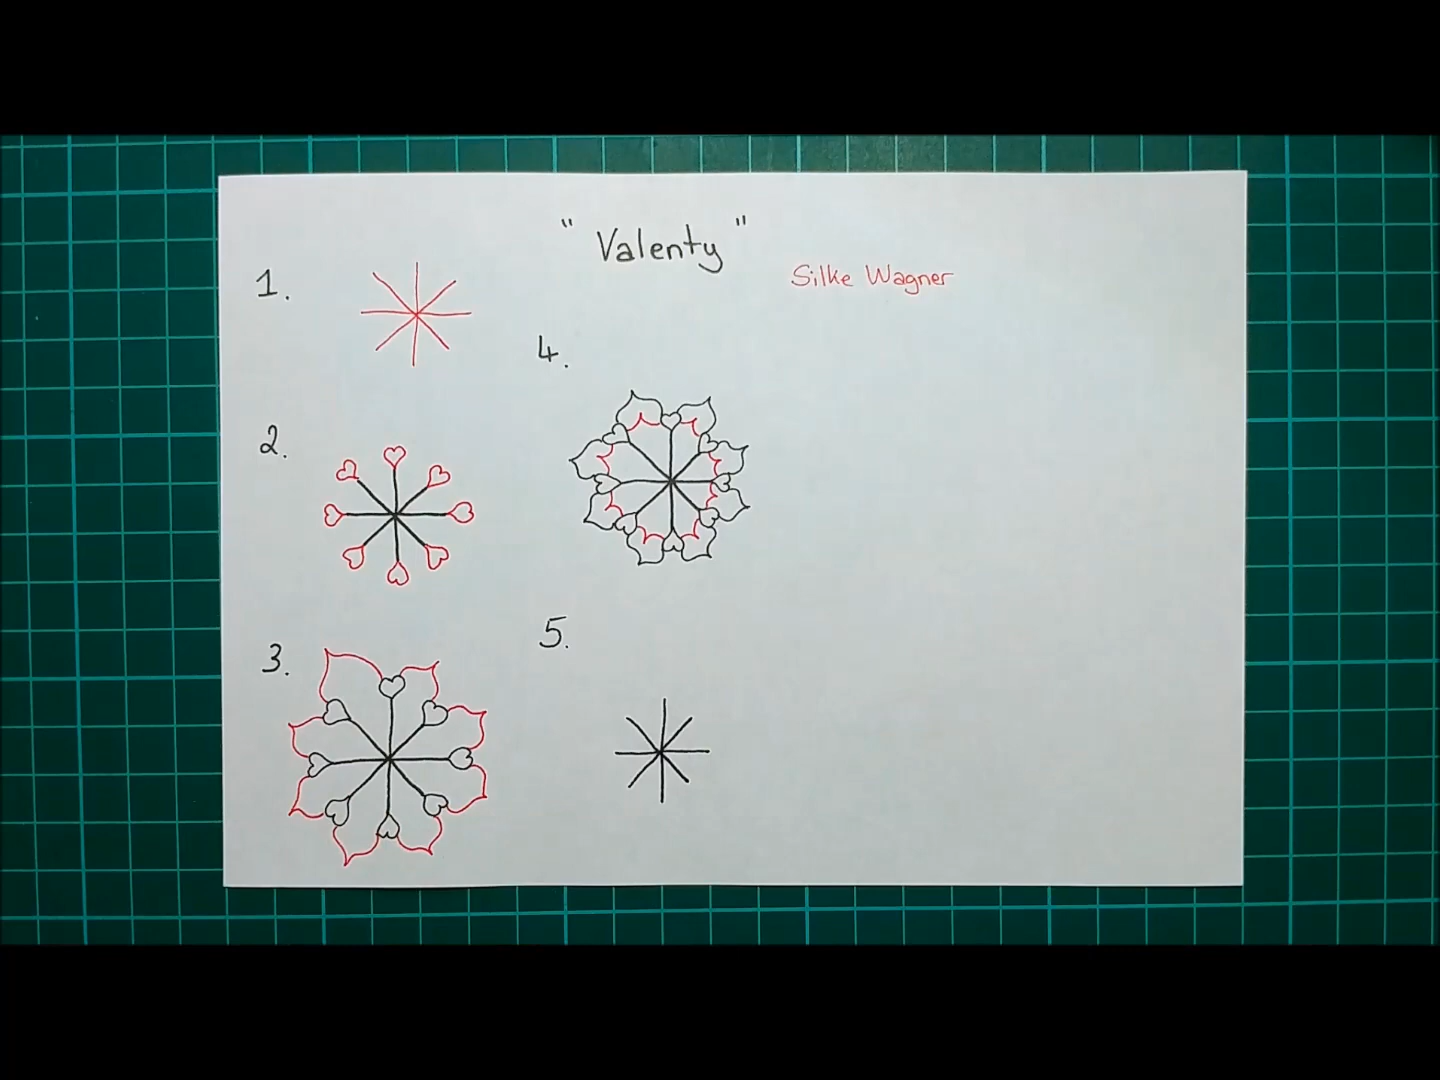 " Valenty "
Silke Wagner
1.
2.
3.
4.
5.